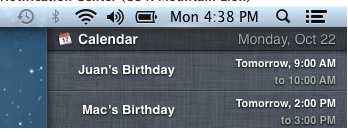 Mon 4:38 PM
Calendar Monday, Oct 22
Juan's Birthday Tomorrow, 9:00 AM
to 10:00 AM
Mac's Birthday Tomorrow, 2:00 PM
to 3:00 PM